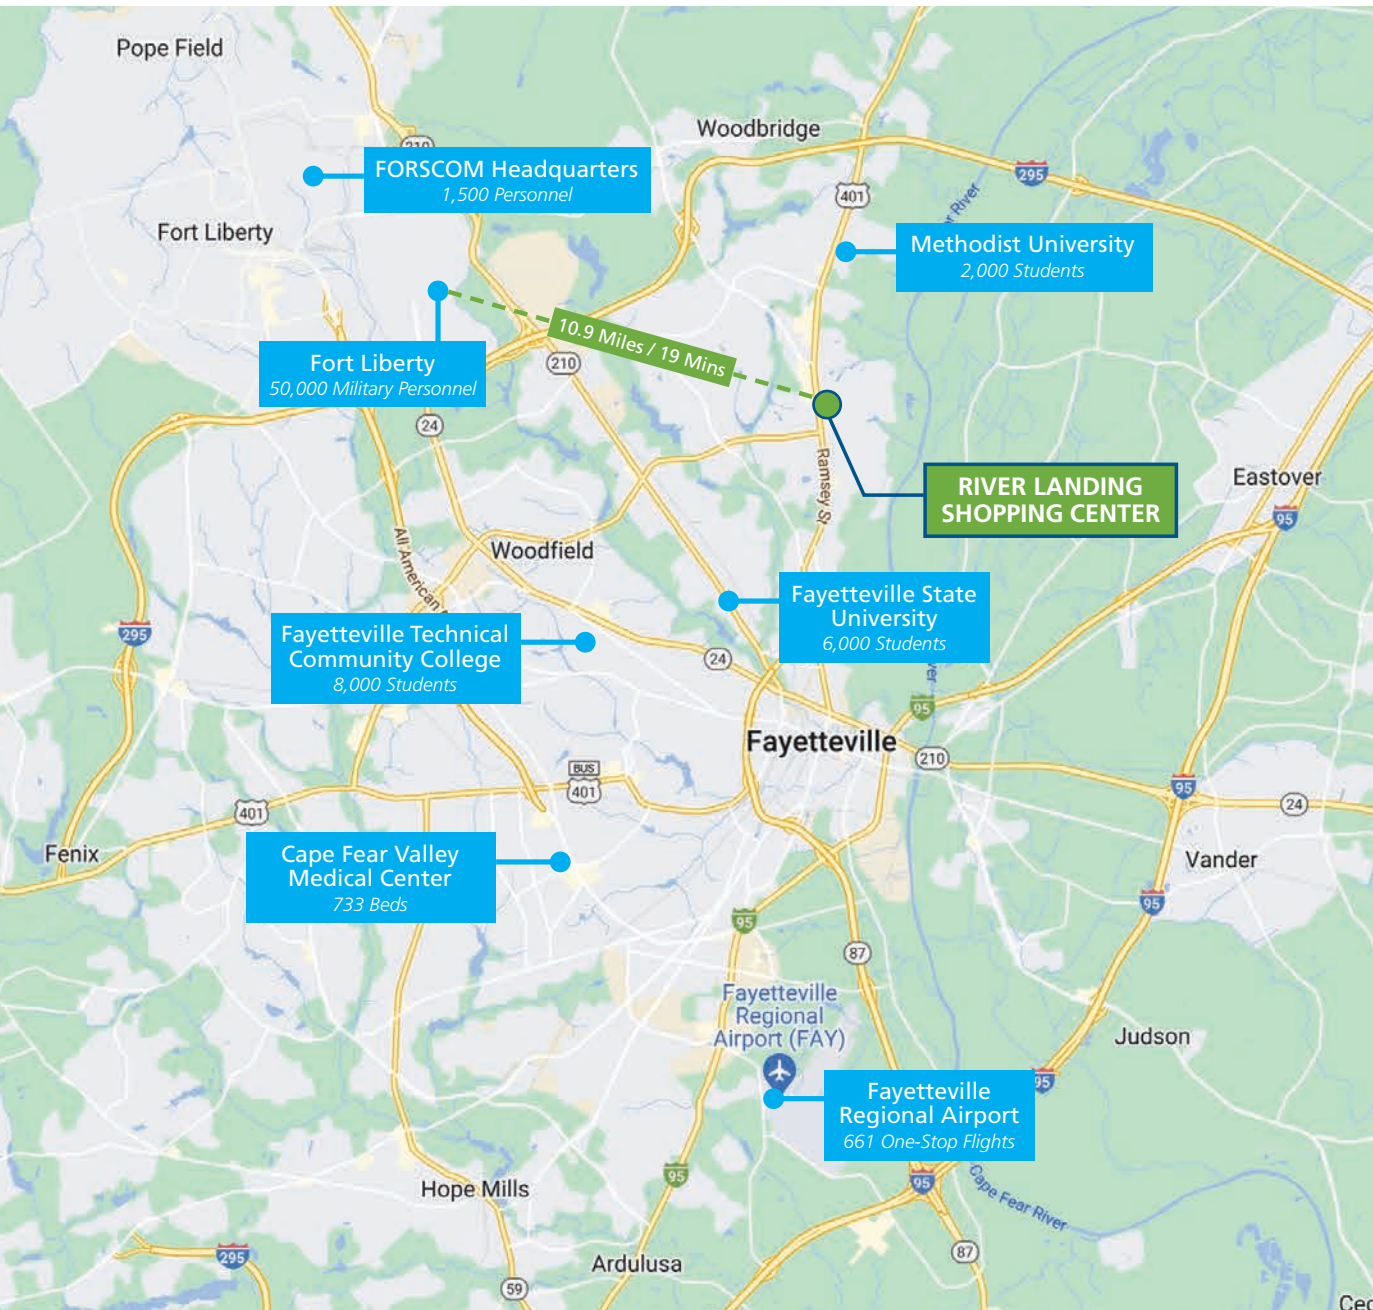 Pope Field
Woodbridge
210
FORSCOM Headquarters
1,500 Personnel
295
401
Fort Liberty
Methodist University
2,000 Students
River
10.9 Miles / 19 Mins
Fort Liberty
50,000 Military Personnel
210
24
Ramsey St
RIVER LANDING
SHOPPING CENTER
Eastover
95
All American
Woodfield
Fayetteville State
University
6,000 Students
Fayetteville Technical
Community College
8,000 Students
295
24
95
Fayetteville
210
BUS
401
95
24
401
Fenix
Cape Fear Valley
Medical Center
733 Beds
Vander
95
95
87
Fayetteville
Regional
Airport (FAY)
Judson
95
Fayetteville
Regional Airport
661 One-Stop Flights
95
95
Cape Fear River
Hope Mills
295
Ardulusa
87
59